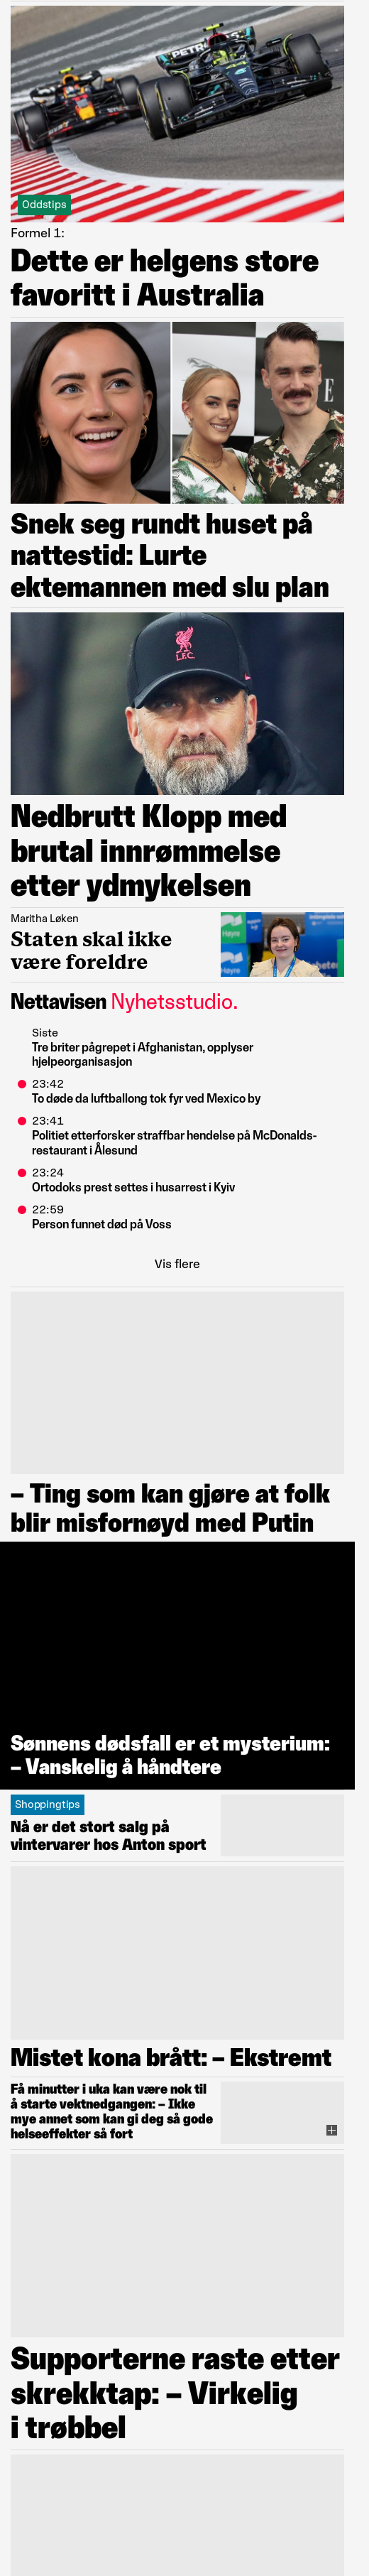 Oddstips
Formel 1:
Dette er helgens store
favoritt i Australia
Snek seg rundt huset på
nattestid: Lurte
ektemannen med slu plan
L.F.C.
Nedbrutt Klopp med
brutal innrømmelse
etter ydmykelsen
Maritha Løken
Staten skal ikke
være foreldre
Nettavisen Nyhetsstudio.
Siste
Tre briter pågrepet i Afghanistan, opplyser
hjelpeorganisasjon
23:42
To døde da luftballong tok fyr ved Mexico by
23:41
Politiet etterforsker straffbar hendelse på McDonalds-
restaurant i Ålesund
23:24
Ortodoks prest settes i husarrest i Kyiv
22:59
Person funnet død på Voss
Vis flere
– Ting som kan gjøre at folk
blir misfornøyd med Putin
Sønnens dødsfall er et mysterium:
– Vanskelig å håndtere
Shoppingtips
Nå er det stort salg på
vintervarer hos Anton sport
Mistet kona brått: – Ekstremt
Få minutter i uka kan være nok til
å starte vektnedgangen: – Ikke
mye annet som kan gi deg så gode
helseeffekter så fort
Supporterne raste etter
skrekktap: – Virkelig
i trøbbel